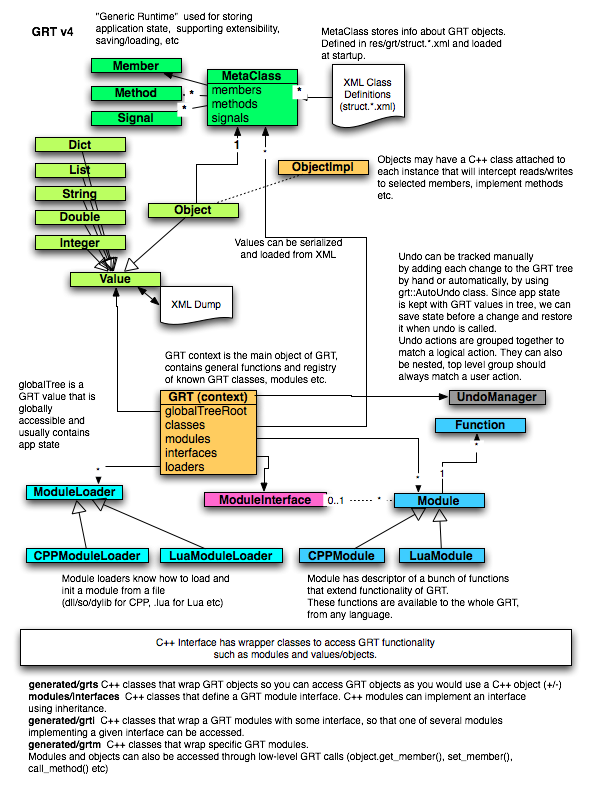 GRT v4
"Generic Runtime"  used for storing
application state,  supporting extensibility,
saving/loading, etc
MetaClass stores info about GRT objects.
Defined in res/grt/struct.*.xml and loaded
at startup.
Member
Method
Signal
*
*
MetaClass
members
methods
signals
*
XML Class
Definitions
(struct.*.xml)
1
*
Dict
List
String
Double
Integer
ObjectImpl
Objects may have a C++ class attached to
each instance that will intercept reads/writes
to selected members, implement methods
etc.
Object
Values can be serialized
and loaded from XML
Value
XML Dump
Undo can be tracked manually
by adding each change to the GRT tree
by hand or automatically, by using
grt::AutoUndo class. Since app state
is kept with GRT values in tree, we can
save state before a change and restore
it when undo is called.
Undo actions are grouped together to
match a logical action. They can also
be nested, top level group should
always match a user action.
GRT context is the main object of GRT,
contains general functions and registry
of known GRT classes, modules etc.
globalTree is a
GRT value that is
globally
accessible and
usually contains
app state
GRT (context)
globalTreeRoot
classes
modules
interfaces
loaders
UndoManager
Function
*
1
*
*
ModuleLoader
ModuleInterface
0..1
*
Module
CPPModuleLoader
LuaModuleLoader
CPPModule
LuaModule
Module loaders know how to load and
init a module from a file
(dll/so/dylib for CPP, .lua for Lua etc)
Module has descriptor of a bunch of functions
that extend functionality of GRT.
These functions are available to the whole GRT,
from any language.
C++ Interface has wrapper classes to access GRT functionality
such as modules and values/objects.
generated/grts C++ classes that wrap GRT objects so you can access GRT objects as you would use a C++ object (+/-)
modules/interfaces  C++ classes that define a GRT module interface. C++ modules can implement an interface
using inheritance.
generated/grti  C++ classes that wrap a GRT modules with some interface, so that one of several modules
implementing a given interface can be accessed.
generated/grtm  C++ classes that wrap specific GRT modules.
Modules and objects can also be accessed through low-level GRT calls (object.get_member(), set_member(),
call_method() etc)